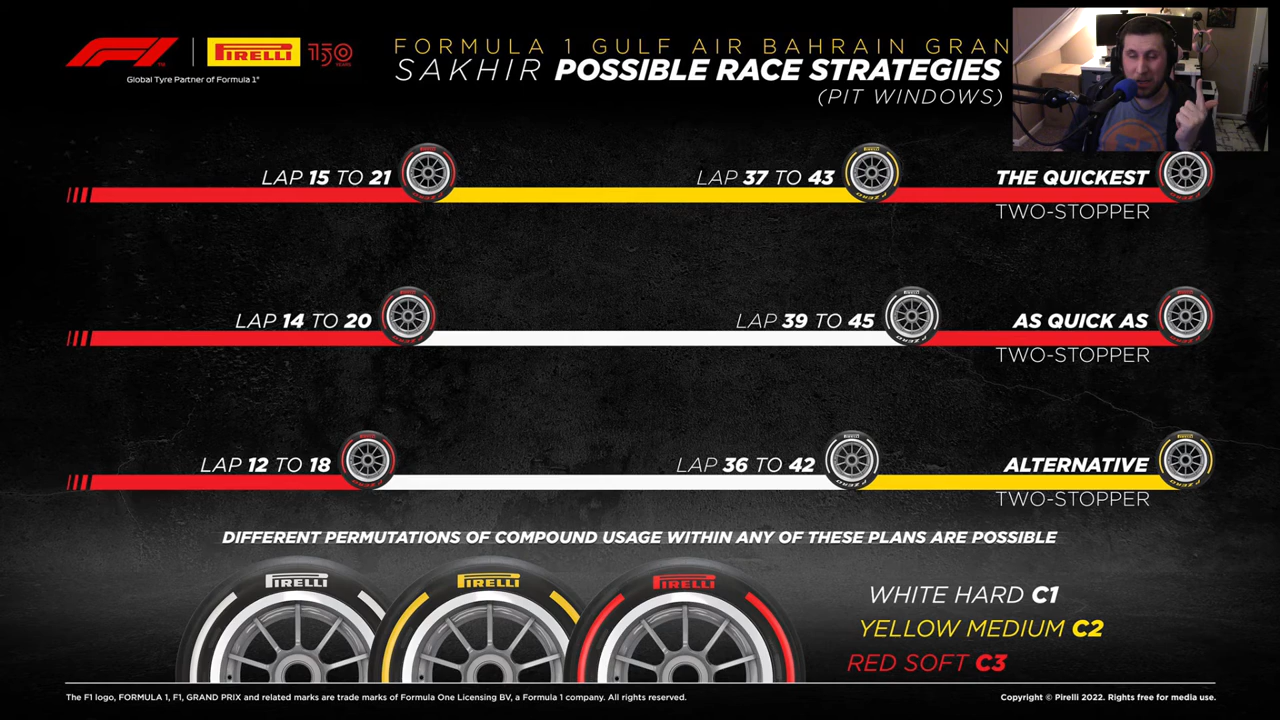 F1
PIRELLI
150
YEARS
Global Tyre Partner of Formula 1®
FORMULA 1 GULF AIR BAHRAIN GRAN
SAKHIR POSSIBLE RACE STRATEGIES
(PIT WINDOWS)
LAP 15 TO 21
LAP 37 TO 43
THE QUICKEST
TWO-STOPPER
LAP 14 TO 20
LAP 39 TO 45
AS QUICK AS
TWO-STOPPER
LAP 12 TO 18
LAP 36 TO 42
ALTERNATIVE
TWO-STOPPER
DIFFERENT PERMUTATIONS OF COMPOUND USAGE WITHIN ANY OF THESE PLANS ARE POSSIBLE
PIRELLI
PIRELLI
PIRELLI
WHITE HARD C1
YELLOW MEDIUM C2
RED SOFT C3
The F1 logo, FORMULA 1, F1, GRAND PRIX and related marks are trade marks of Formula One Licensing BV, a Formula 1 company. All rights reserved.
Copyright © Pirelli 2022. Rights free for media use.